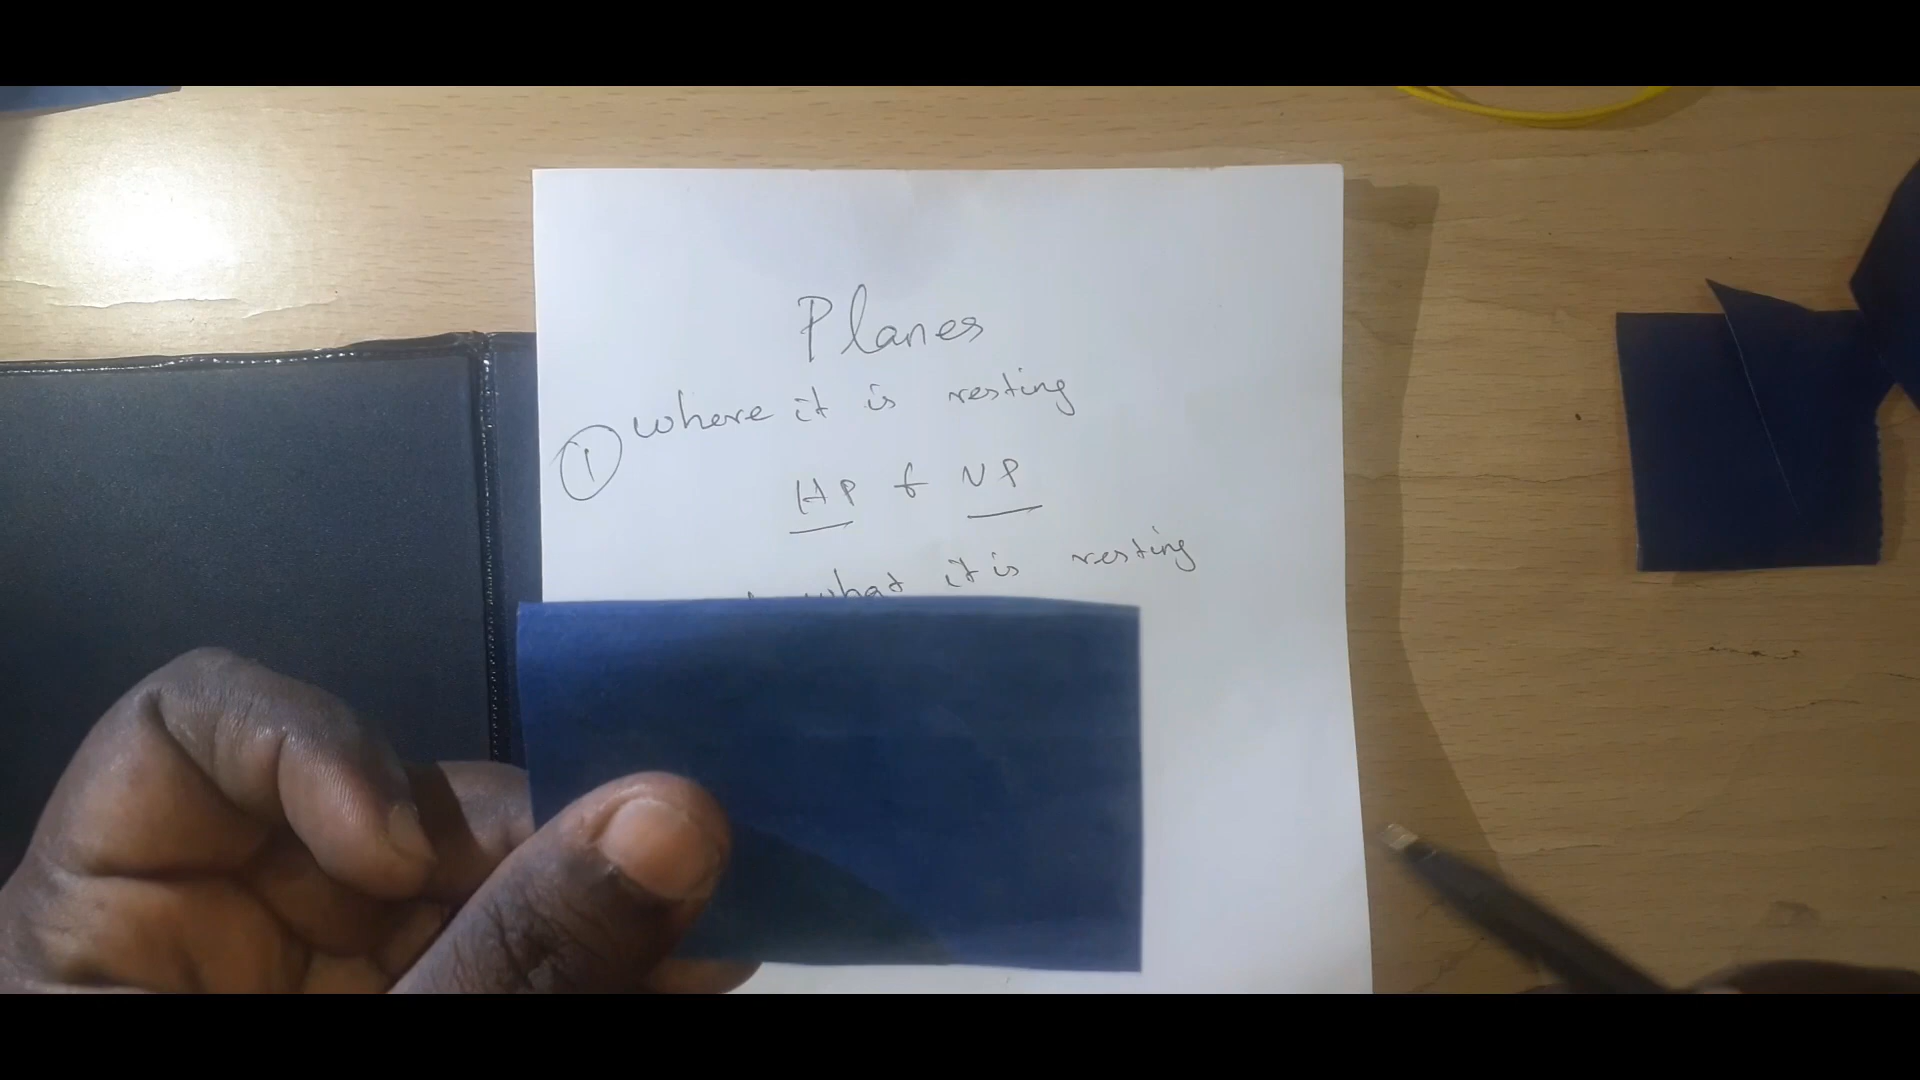 Planes
① where it is resting
HP & VP
what it is resting